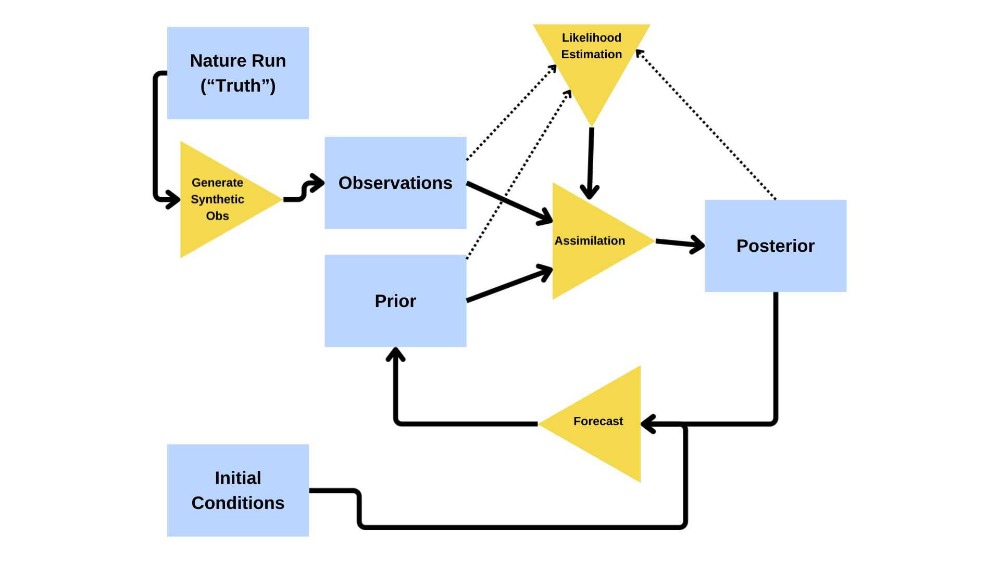 Nature Run
(“Truth”)
Likelihood
Estimation
Generate
Synthetic
Obs
Observations
Assimilation
Posterior
Prior
Forecast
Initial
Conditions